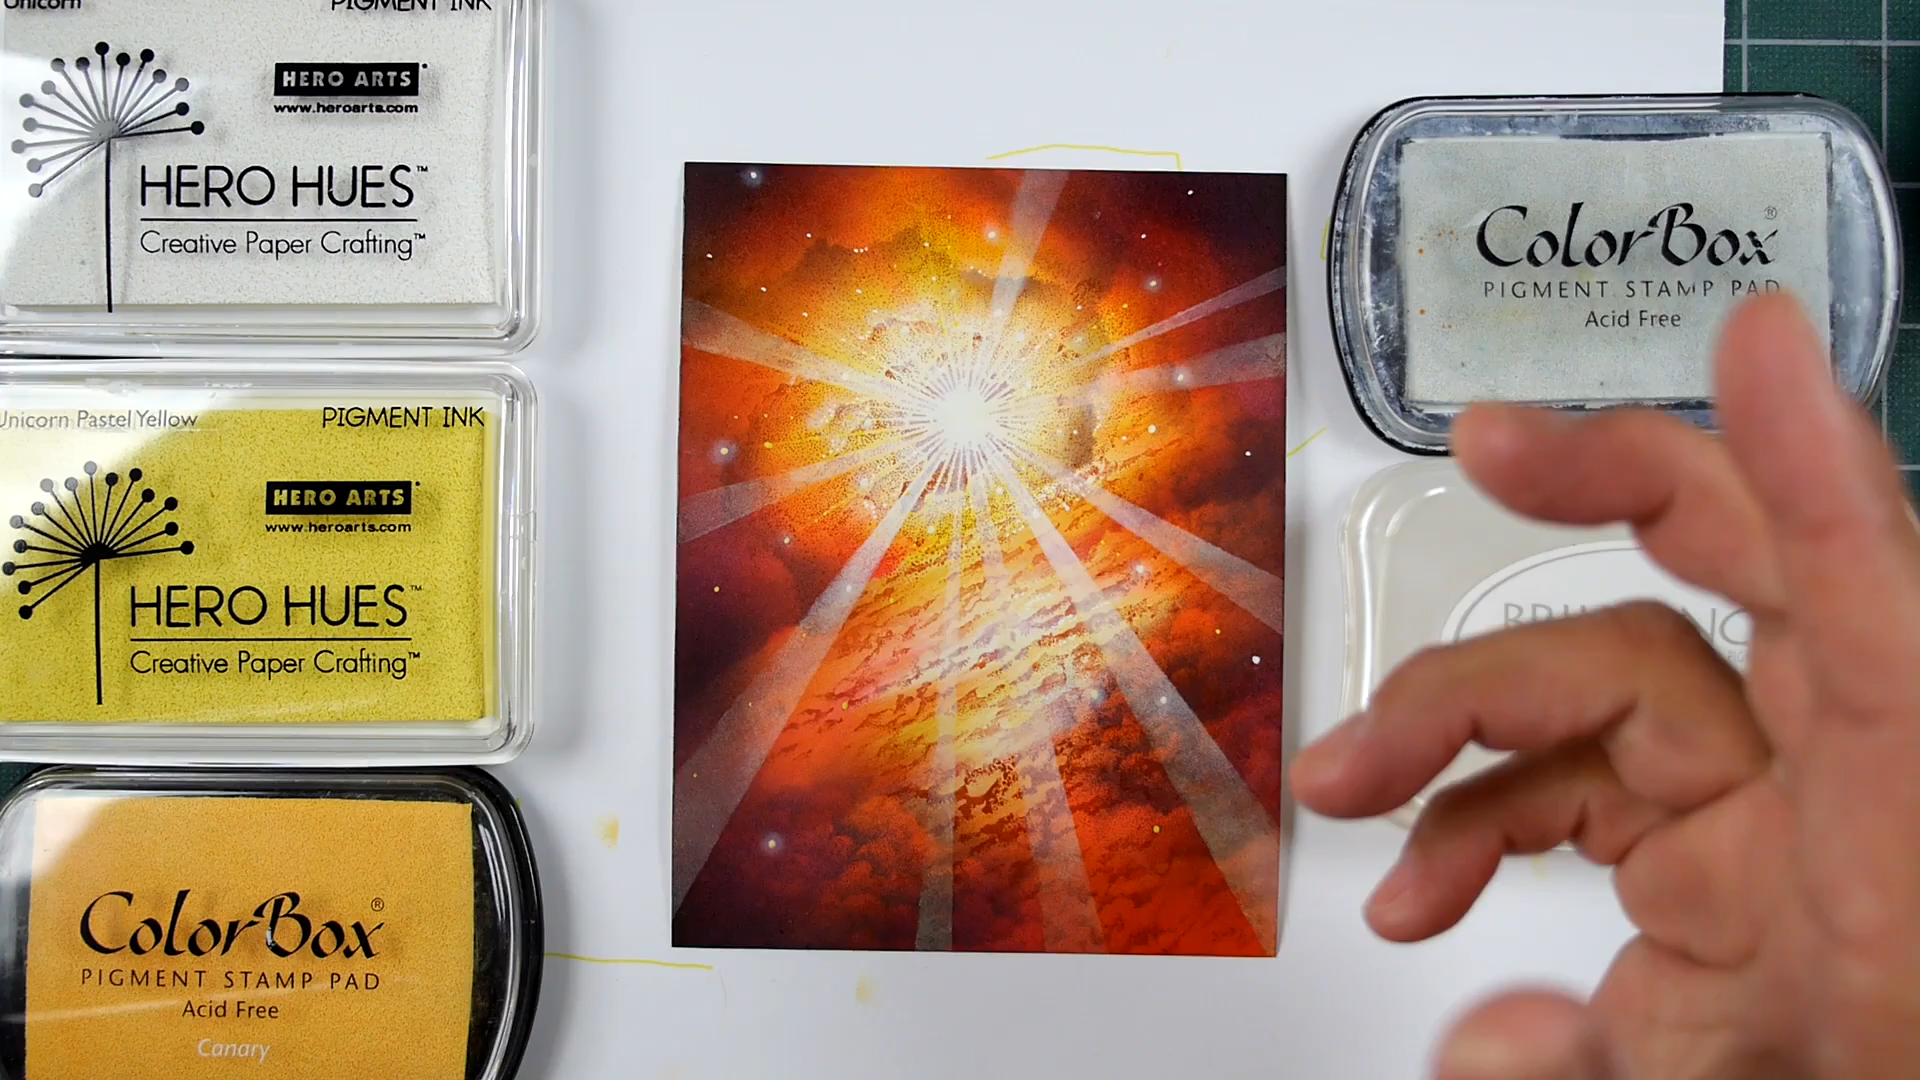 Unicorn PIGMENT INK
HERO ARTS
www.heroarts.com
HERO HUES™
Creative Paper Crafting™
Unicorn Pastel Yellow PIGMENT INK
HERO ARTS
www.heroarts.com
HERO HUES™
Creative Paper Crafting™
ColorBox®
PIGMENT STAMP PAD
Acid Free
Canary
ColorBox®
PIGMENT STAMP PAD
Acid Free